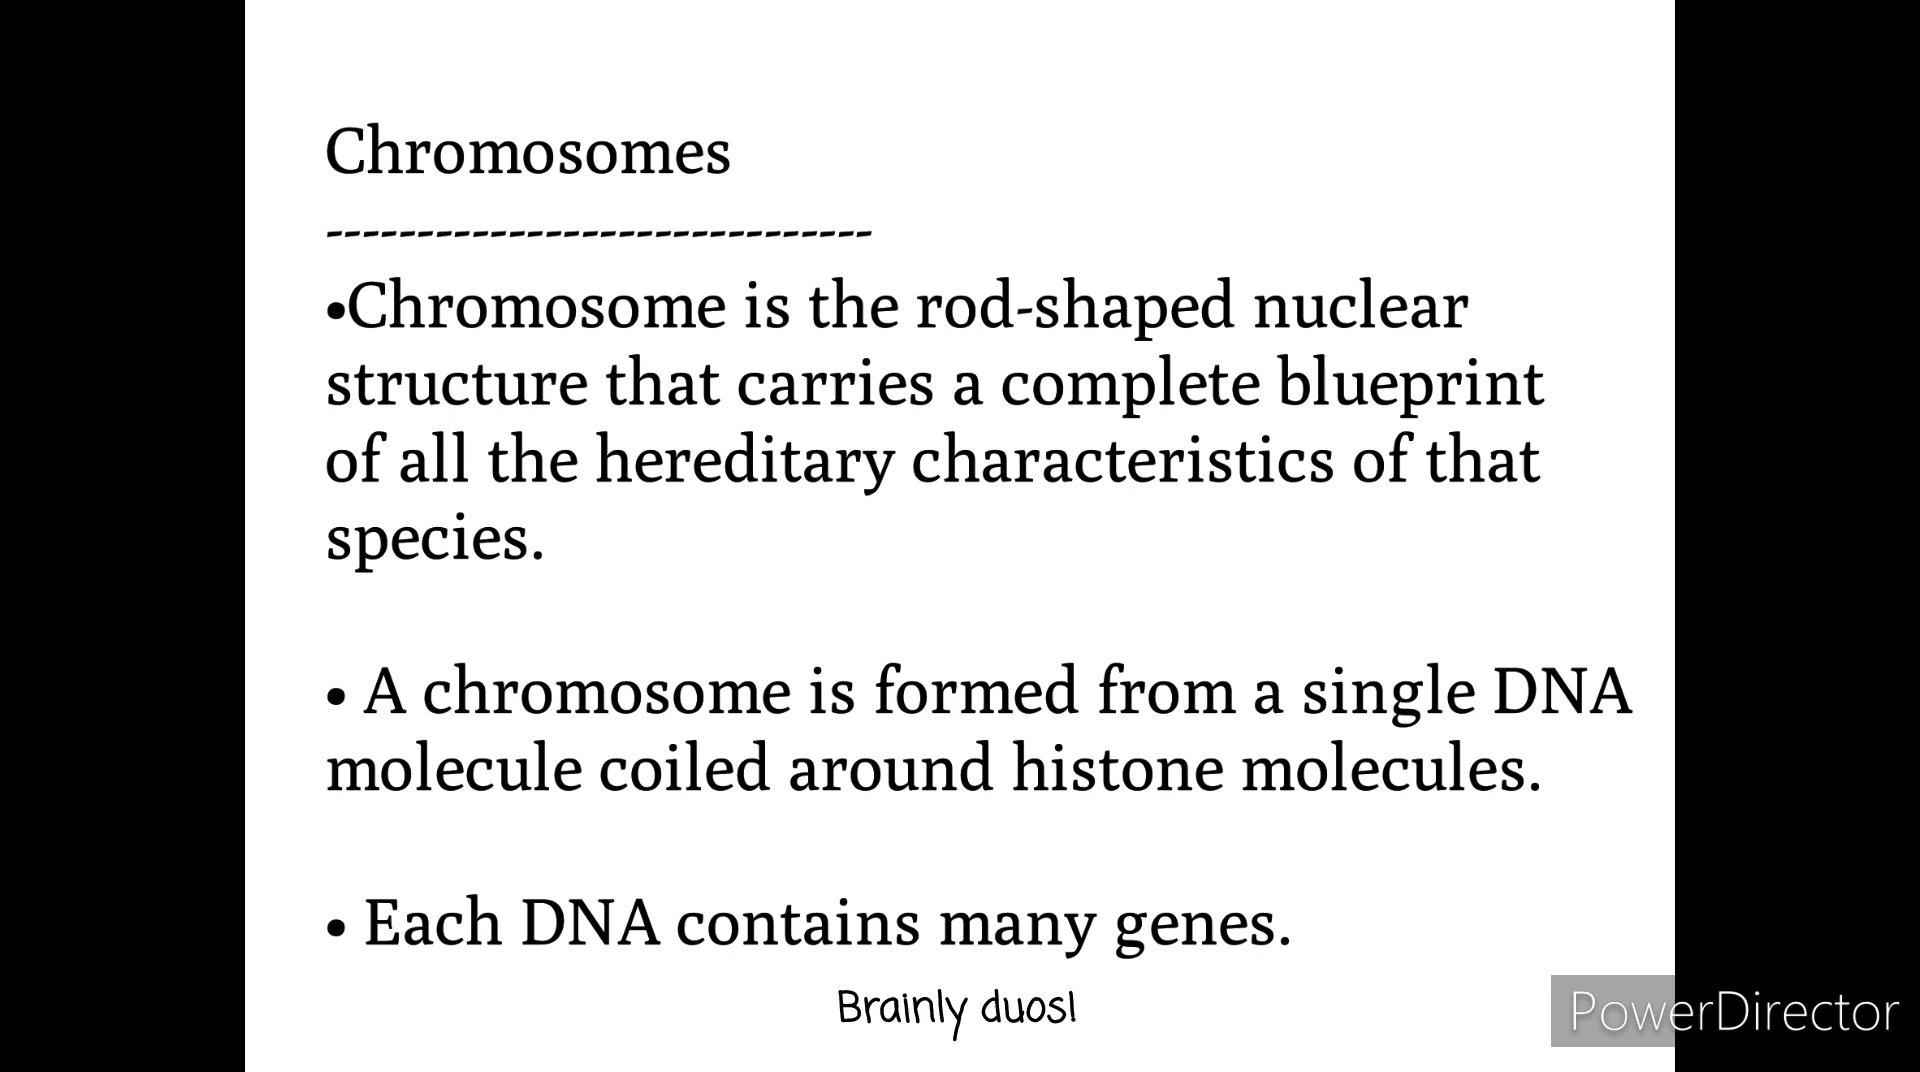 Chromosomes
------------------------------
•Chromosome is the rod-shaped nuclear
structure that carries a complete blueprint
of all the hereditary characteristics of that
species.
• A chromosome is formed from a single DNA
molecule coiled around histone molecules.
• Each DNA contains many genes.
Brainly duos!
PowerDirector